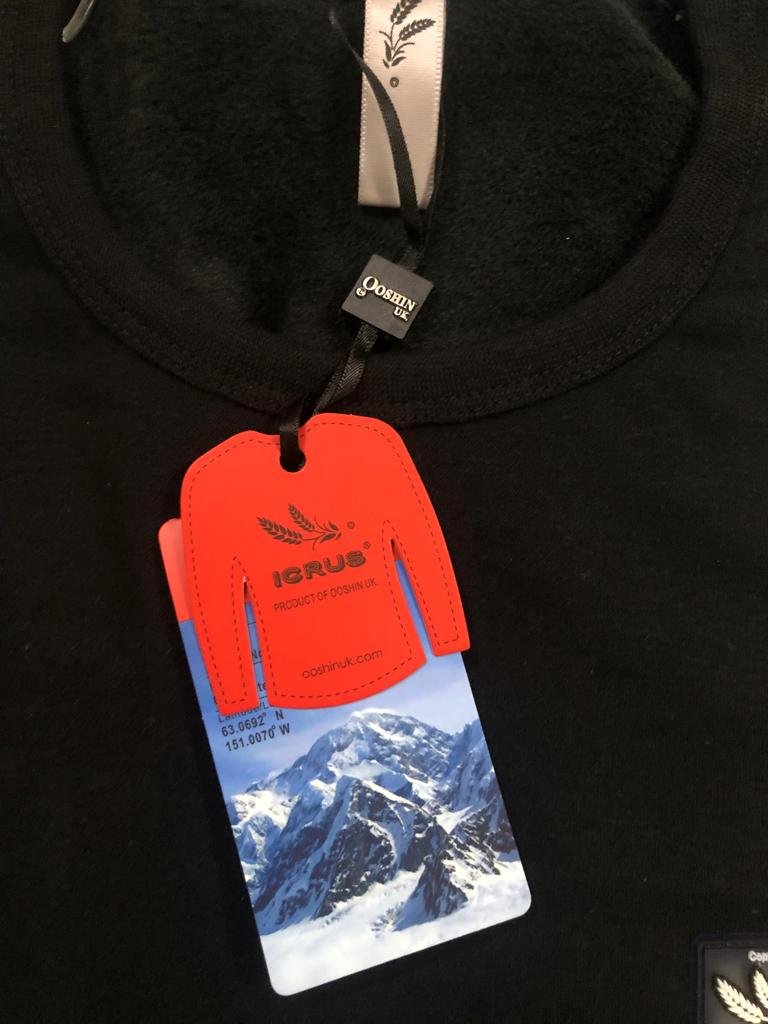 OOSHIN
UK
©
ICRUS®
PRODUCT OF OOSHIN UK
ooshinuk.com
63.0692° N
151.0070° W